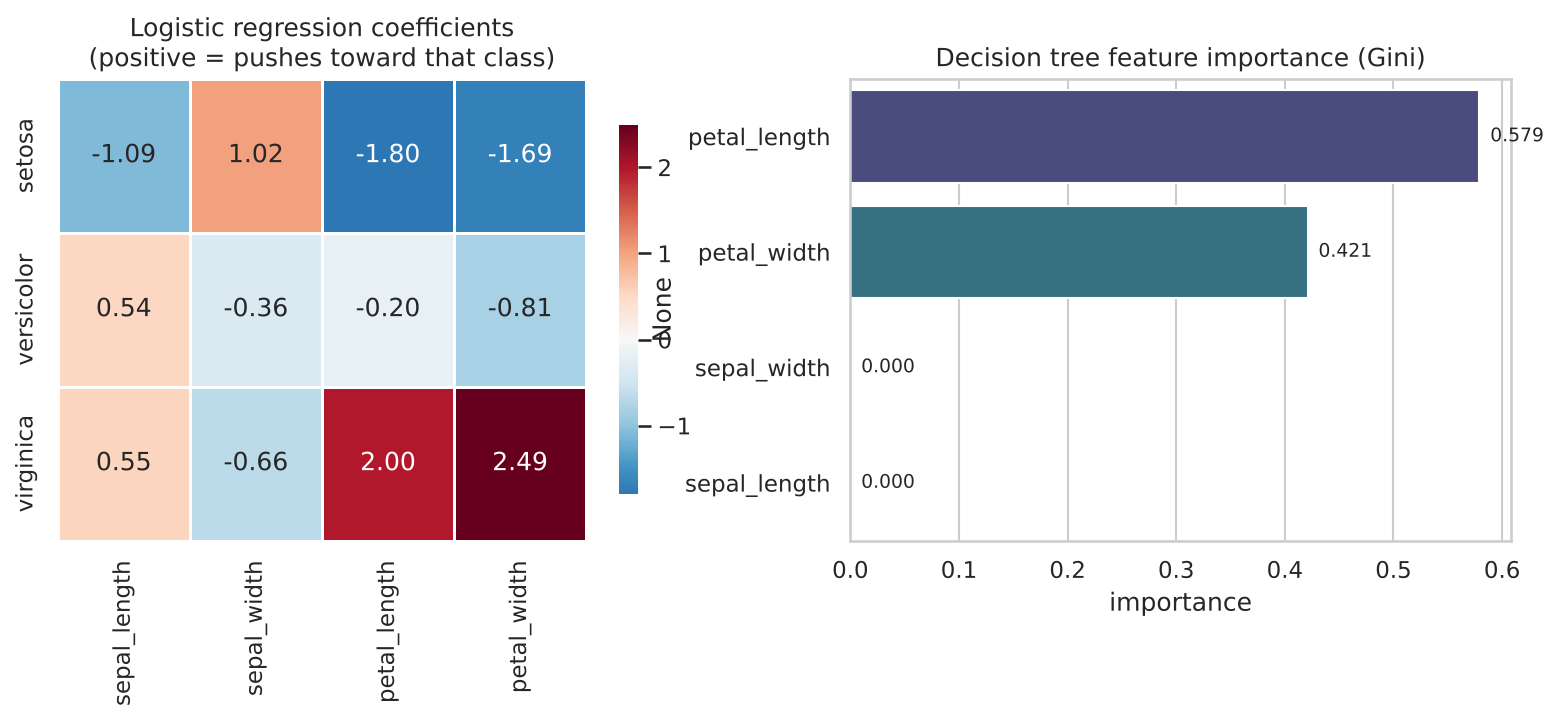 Logistic regression coefficients
(positive = pushes toward that class)
setosa
-1.09
1.02
-1.80
-1.69
versicolor
0.54
-0.36
-0.20
-0.81
virginica
0.55
-0.66
2.00
2.49
sepal_length
sepal_width
petal_length
petal_width
2
1
0
−1
None
Decision tree feature importance (Gini)
petal_length
0.579
petal_width
0.421
sepal_width
0.000
sepal_length
0.000
0.0
0.1
0.2
0.3
0.4
0.5
0.6
importance